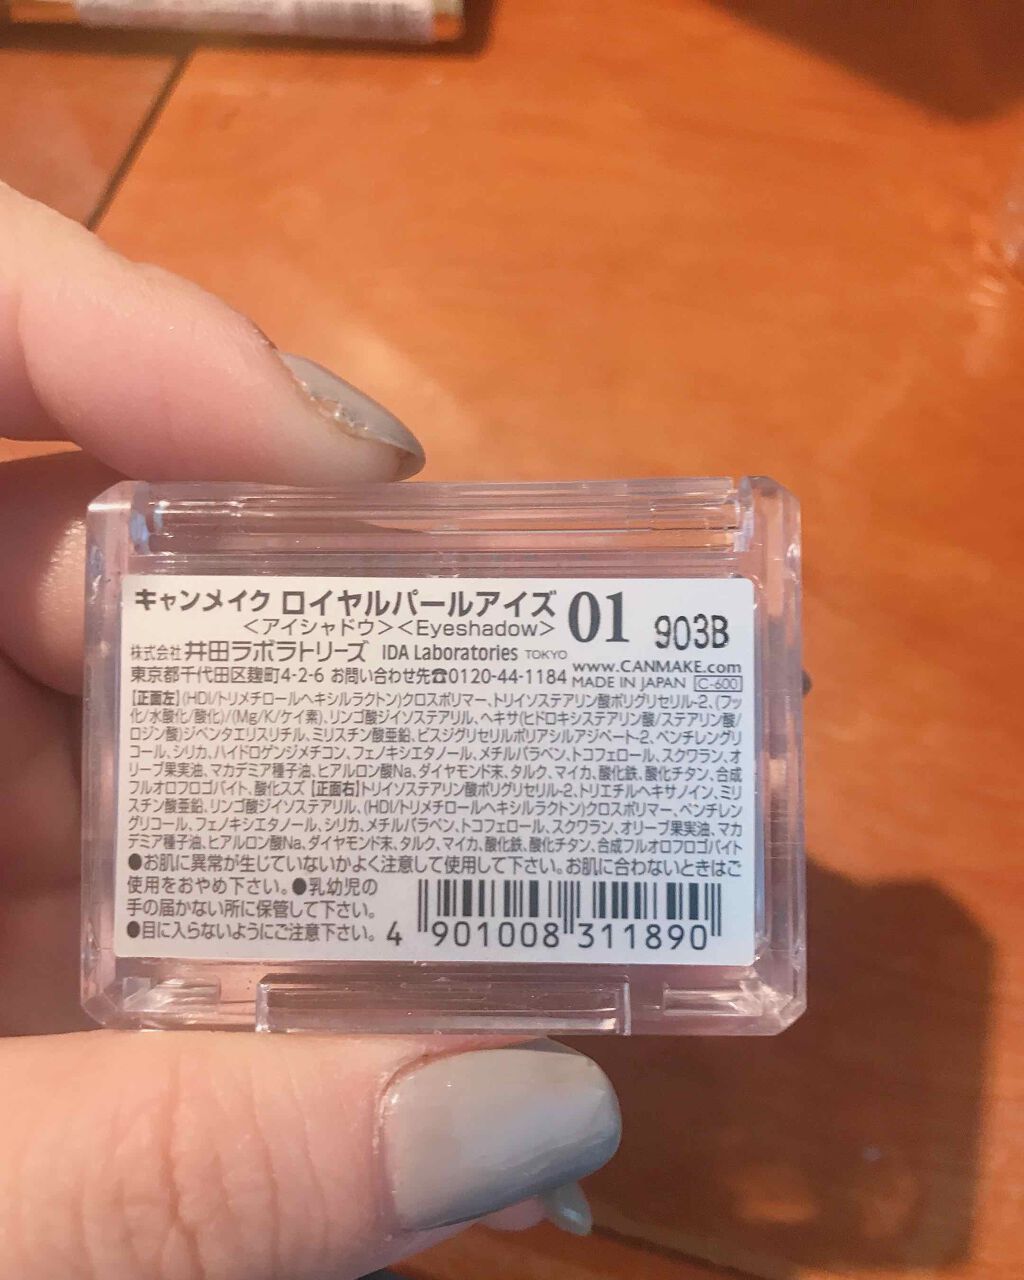 キャンメイク ロイヤルパールアイズ 01 903B
＜アイシャドウ＞＜Eyeshadow＞
株式会社 井田ラボラトリーズ IDA Laboratories TOKYO
www.CANMAKE.com
東京都千代田区麹町4-2-6 お問い合わせ先☎0120-44-1184 MADE IN JAPAN C-600
【正面左】(HDI/トリメチロールヘキシルラクトン)クロスポリマー、トリイソステアリン酸ポリグリセリル-2、(フッ
化/水酸化/酸化)/(Mg/K/ケイ素)、リンゴ酸ジイソステアリル、ヘキサ(ヒドロキシステアリン酸/ステアリン酸/
ロジン酸)ジペンタエリスリチル、ミリスチン酸亜鉛、ビスジグリセリルポリアシルアジペート-2、ペンチレングリ
コール、シリカ、ハイドロゲンジメチコン、フェノキシエタノール、メチルパラベン、トコフェロール、スクワラン、オ
リーブ果実油、マカデミア種子油、ヒアルロン酸Na、ダイヤモンド末、タルク、マイカ、酸化鉄、酸化チタン、合成
フルオロフロゴパイト、酸化スズ【正面右】トリイソステアリン酸ポリグリセリル-2、トリエチルヘキサノイン、ミリ
スチン酸亜鉛、リンゴ酸ジイソステアリル、(HDI/トリメチロールヘキシルラクトン)クロスポリマー、ペンチレン
グリコール、フェノキシエタノール、シリカ、メチルパラベン、トコフェロール、スクワラン、オリーブ果実油、マカ
デミア種子油、ヒアルロン酸Na、ダイヤモンド末、タルク、マイカ、酸化鉄、酸化チタン、合成フルオロフロゴパイト
●お肌に異常が生じていないかよく注意して使用して下さい。お肌に合わないときはご
使用をおやめ下さい。●乳幼児の
手の届かない所に保管して下さい。
●目に入らないようにご注意下さい。
4 901008 311890